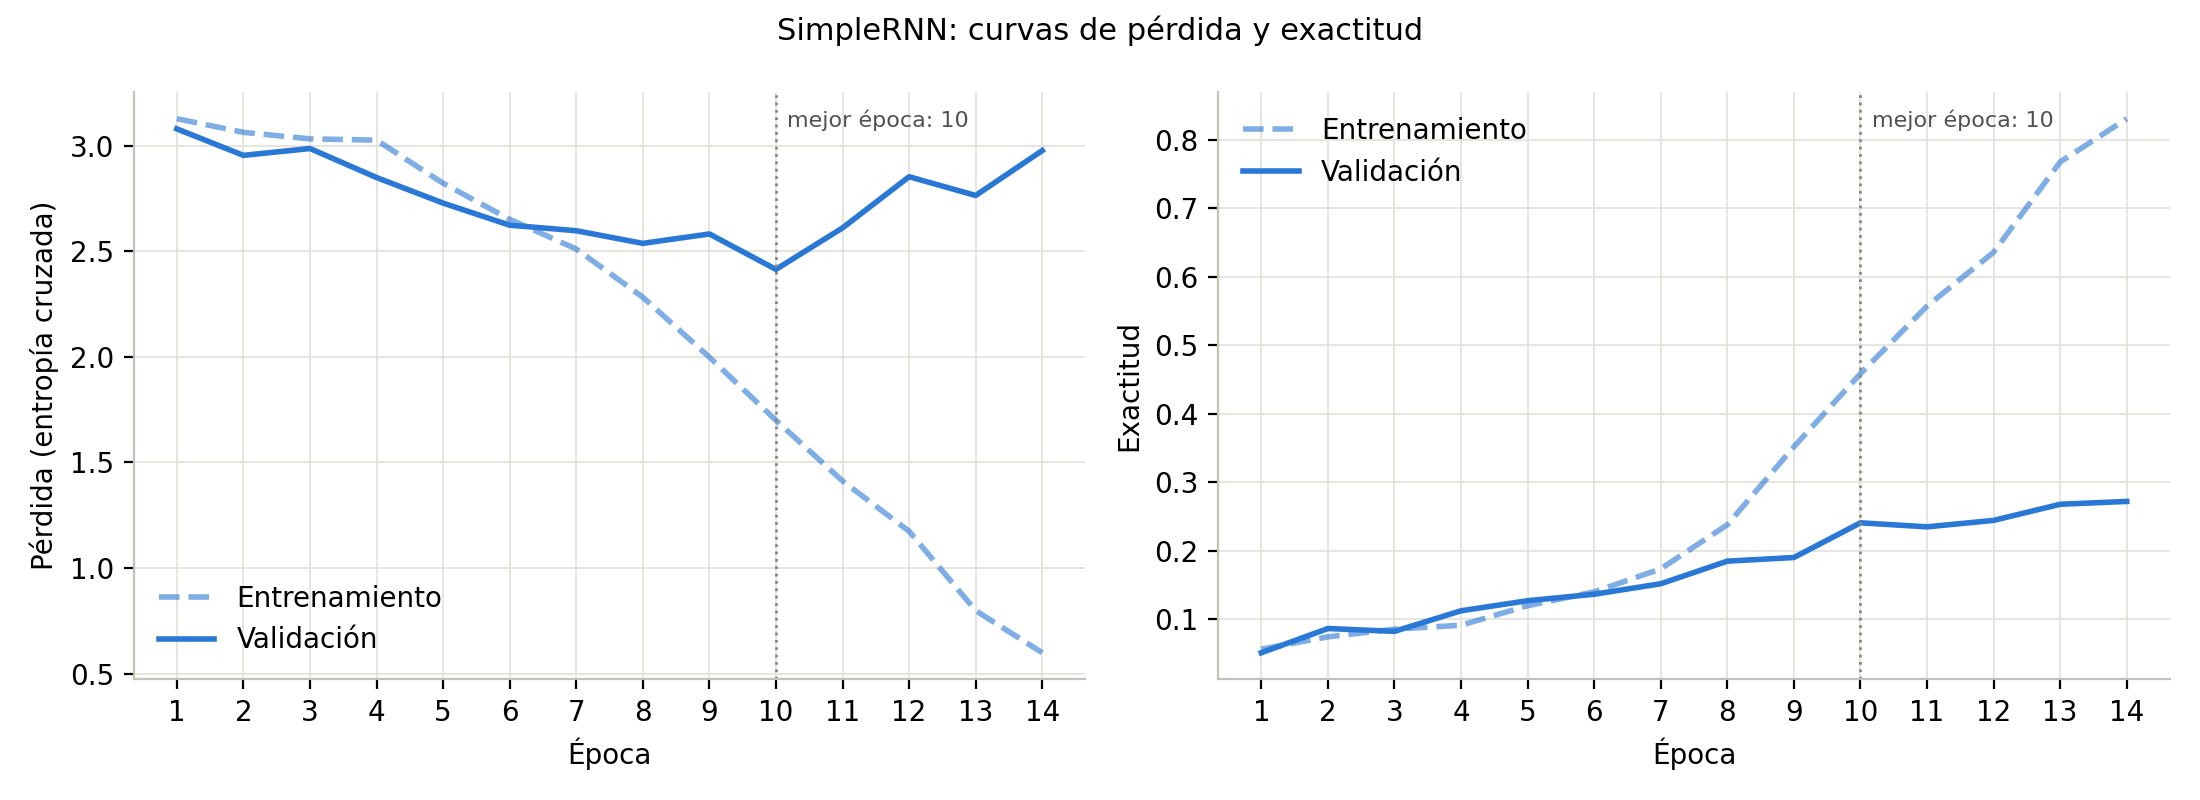 SimpleRNN: curvas de pérdida y exactitud
Pérdida (entropía cruzada)
3.0
2.5
2.0
1.5
1.0
0.5
mejor época: 10
Entrenamiento
Validación
1 2 3 4 5 6 7 8 9 10 11 12 13 14
Época
Exactitud
0.8
0.7
0.6
0.5
0.4
0.3
0.2
0.1
Entrenamiento
Validación
mejor época: 10
1 2 3 4 5 6 7 8 9 10 11 12 13 14
Época